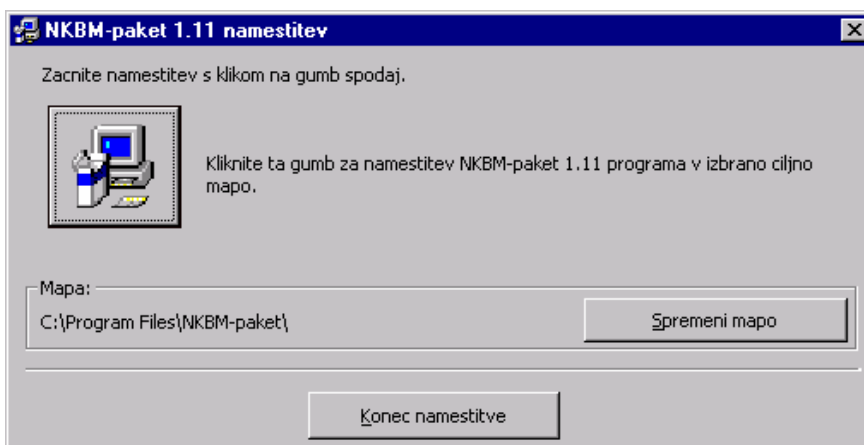 NKBM-paket 1.11 namestitev
Zacnite namestitev s klikom na gumb spodaj.
Kliknite ta gumb za namestitev NKBM-paket 1.11 programa v izbrano ciljno
mapo.
Mapa:
C:\Program Files\NKBM-paket\
Spremeni mapo
Konec namestitve